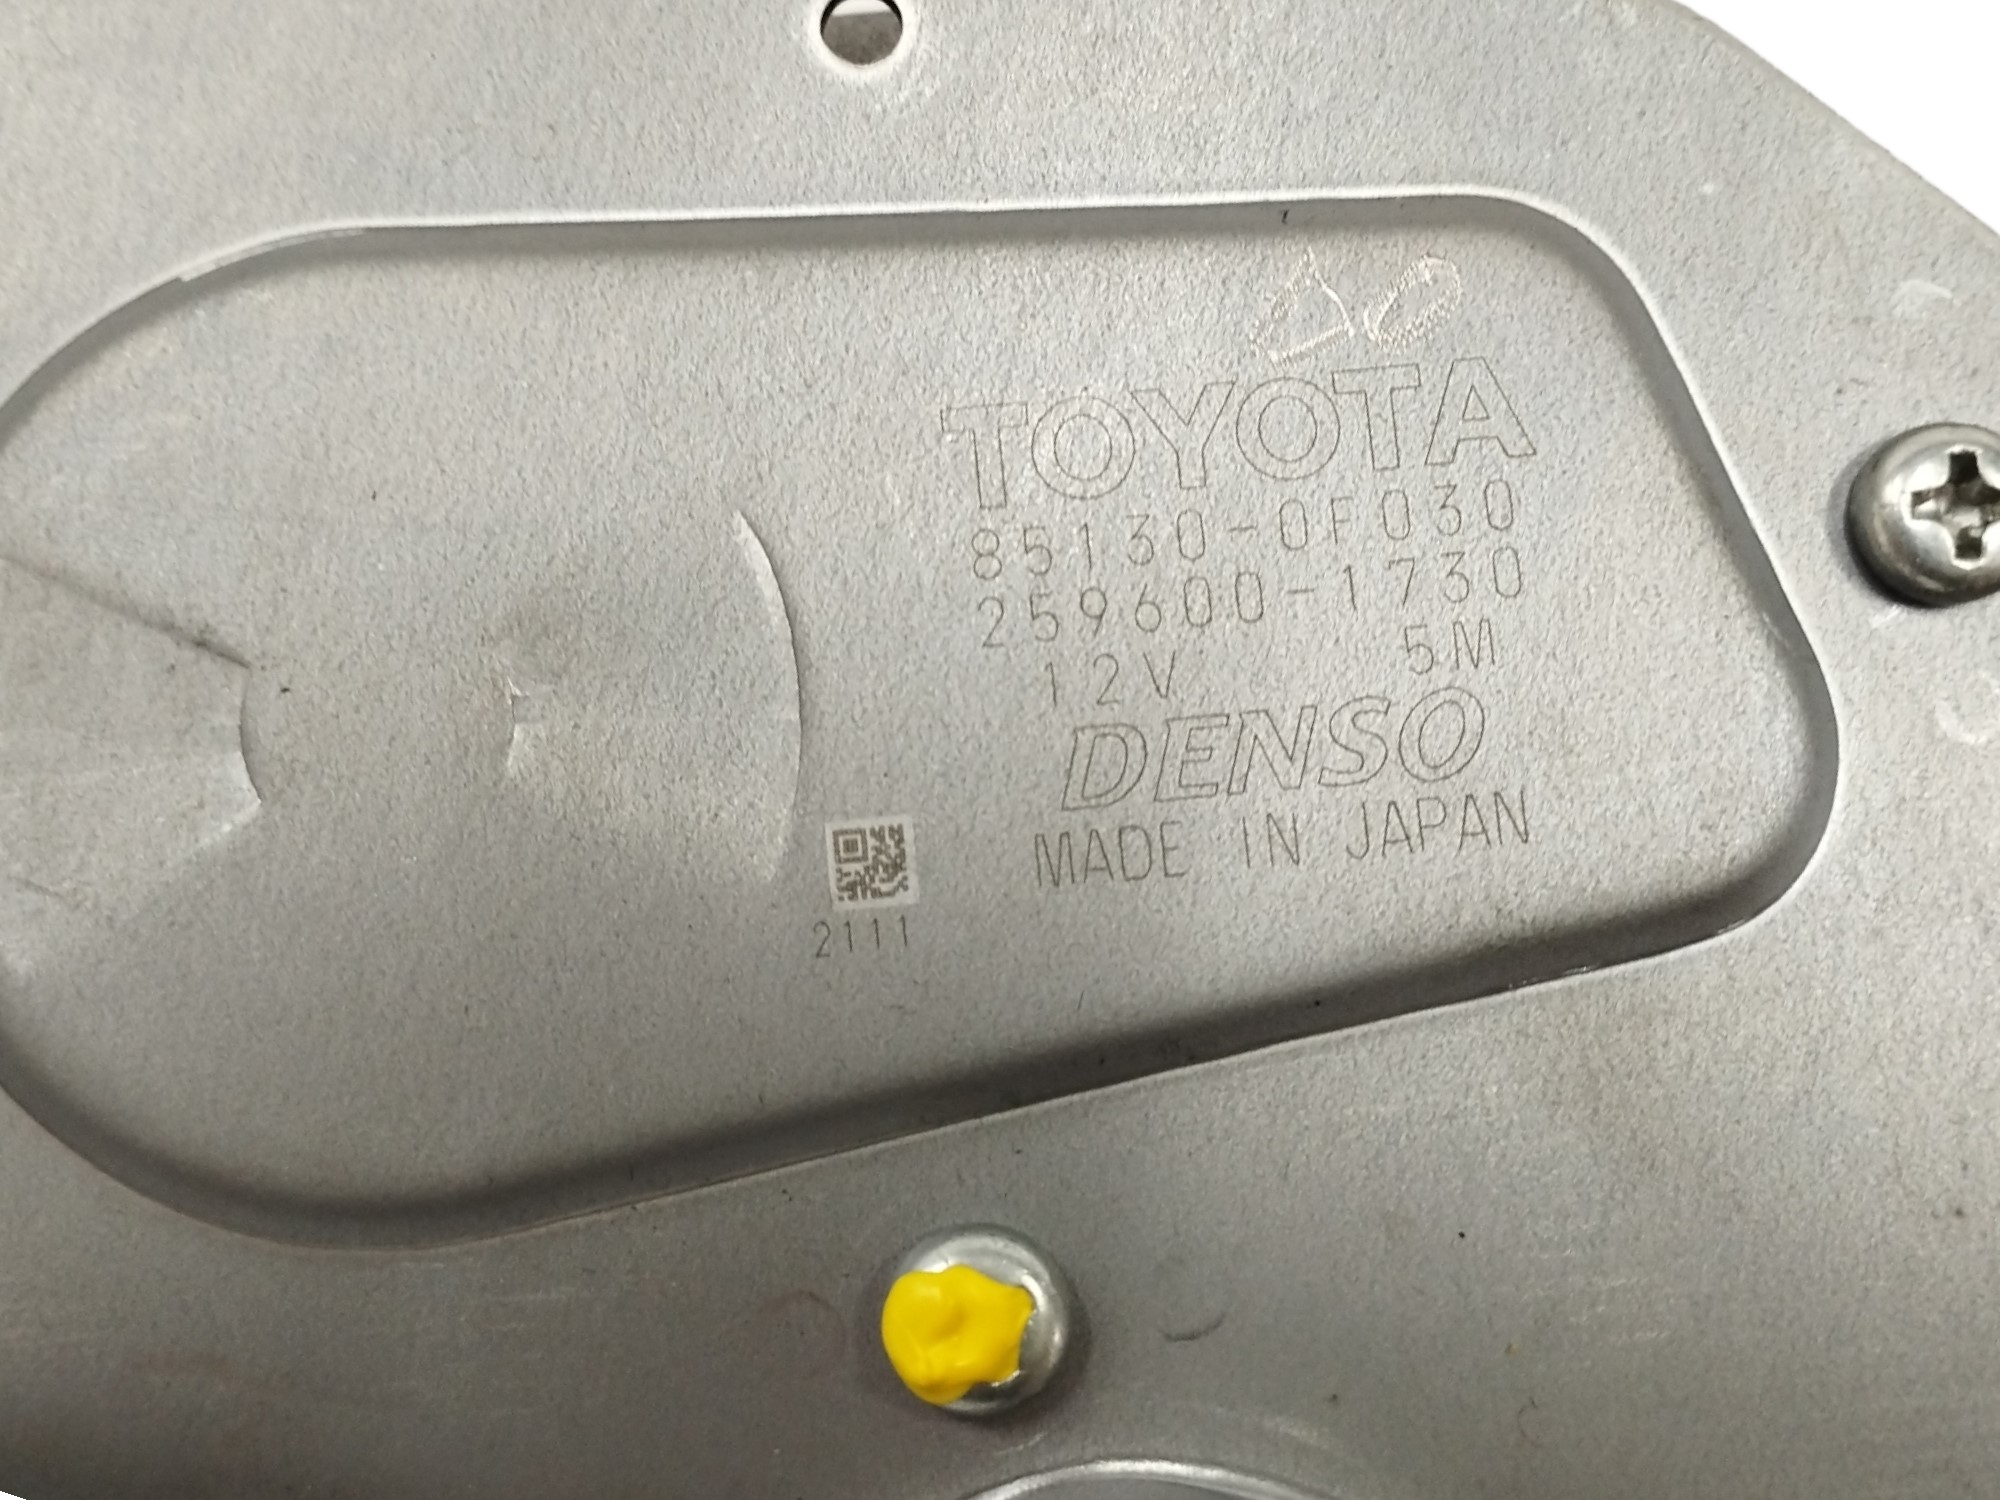 TOYOTA
85130-0F030
259600-1730
12V 5M
DENSO
MADE IN JAPAN
2111